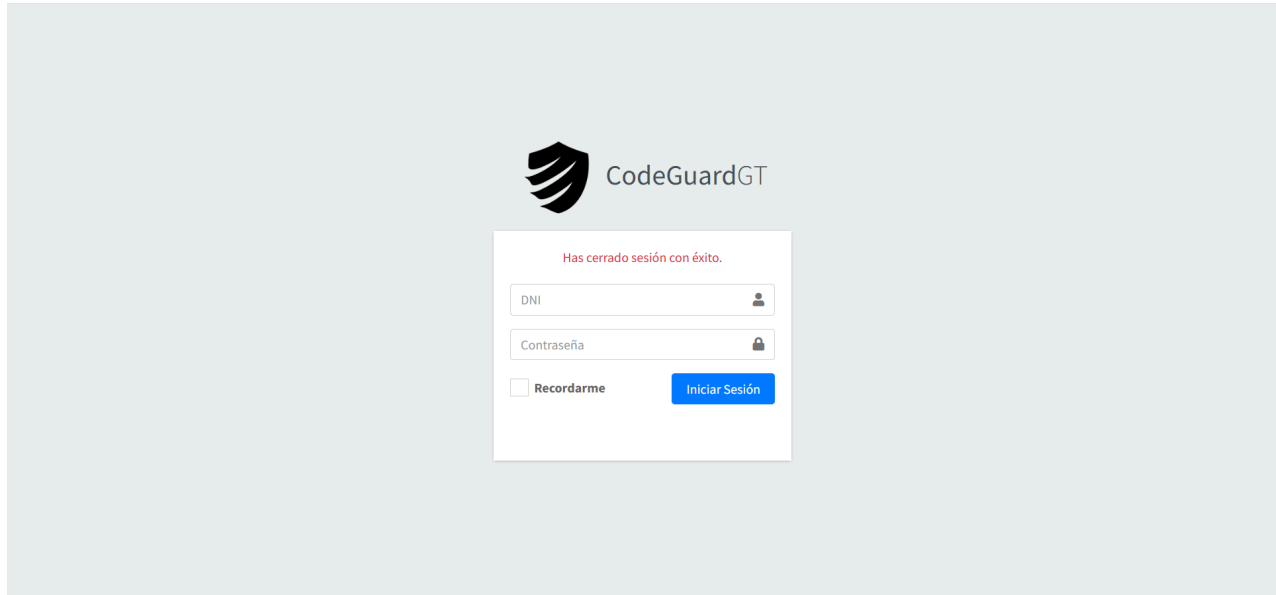 CodeGuardGT
Has cerrado sesión con éxito.
DNI
Contraseña
Recordarme
Iniciar Sesión